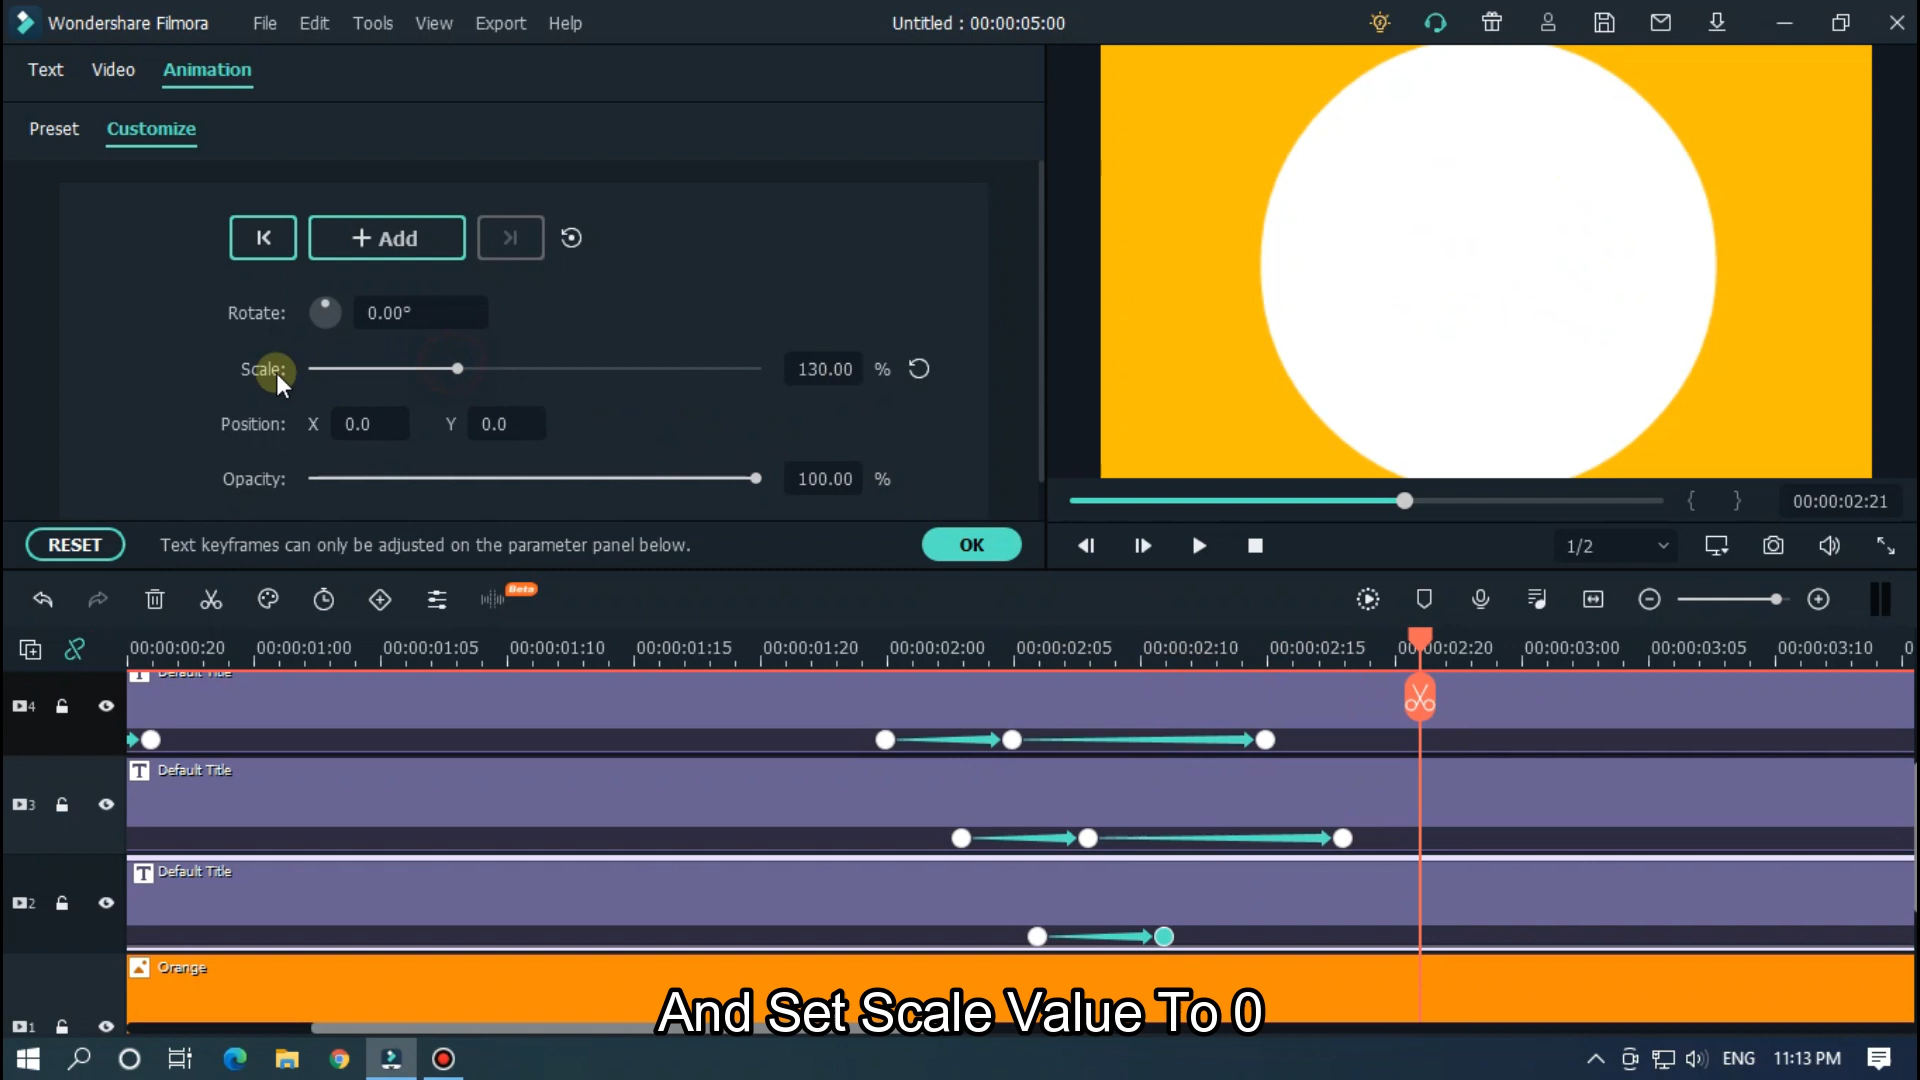 Wondershare Filmora File Edit Tools View Export Help Untitled : 00:00:05:00
Text Video Animation
Preset Customize
Add
Rotate: 0.00°
Scale: 130.00 %
Position: X 0.0 Y 0.0
Opacity: 100.00 %
{ } 00:00:02:21
RESET Text keyframes can only be adjusted on the parameter panel below. OK
1/2
Beta
00:00:00:20 00:00:01:00 00:00:01:05 00:00:01:10 00:00:01:15 00:00:01:20 00:00:02:00 00:00:02:05 00:00:02:10 00:00:02:15 00:00:02:20 00:00:03:00 00:00:03:05 00:00:03:10 0
4 T Default Title
T Default Title
3
T Default Title
2
Orange
And Set Scale Value To 0
1
ENG 11:13 PM